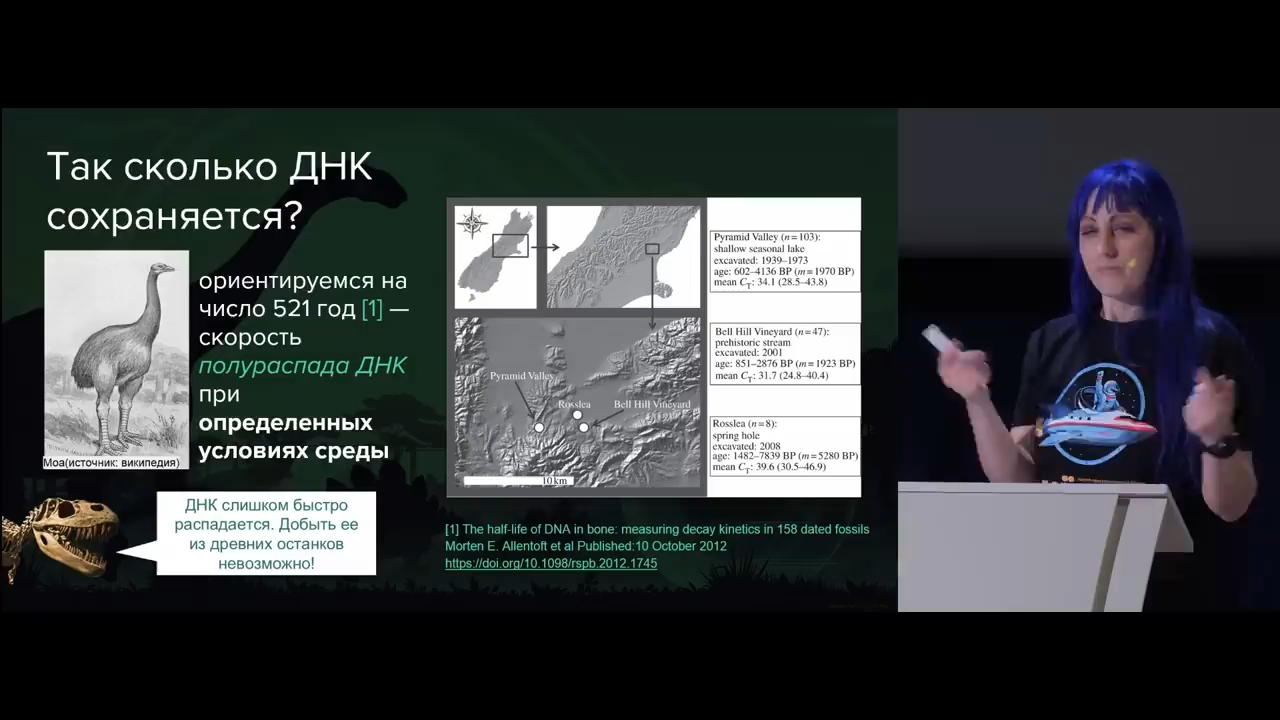 Так сколько ДНК
сохраняется?
ориентируемся на
число 521 год [1] —
скорость
полураспада ДНК
при
определенных
условиях среды
Моа(источник: википедия)
ДНК слишком быстро
распадается. Добыть ее
из древних останков
невозможно!
Pyramid Valley
Rosslea
Bell Hill Vineyard
10 km
Pyramid Valley (n=103):
shallow seasonal lake
excavated: 1939–1973
age: 602–4136 BP (m=1970 BP)
mean CT: 34.1 (28.5–43.8)
Bell Hill Vineyard (n=47):
prehistoric stream
excavated: 2001
age: 851–2876 BP (m=1923 BP)
mean CT: 31.7 (24.8–40.4)
Rosslea (n=8):
spring hole
excavated: 2008
age: 1482–7839 BP (m=5280 BP)
mean CT: 39.6 (30.5–46.9)
[1] The half-life of DNA in bone: measuring decay kinetics in 158 dated fossils
Morten E. Allentoft et al Published:10 October 2012
https://doi.org/10.1098/rspb.2012.1745